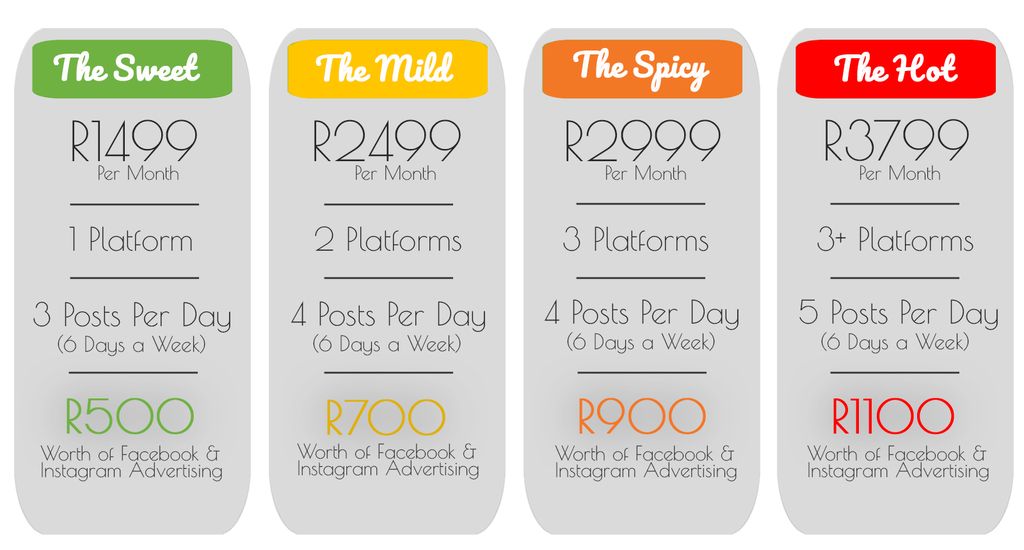 The Sweet
R1499
Per Month
1 Platform
3 Posts Per Day
(6 Days a Week)
R500
Worth of Facebook &
Instagram Advertising
The Mild
R2499
Per Month
2 Platforms
4 Posts Per Day
(6 Days a Week)
R700
Worth of Facebook &
Instagram Advertising
The Spicy
R2999
Per Month
3 Platforms
4 Posts Per Day
(6 Days a Week)
R900
Worth of Facebook &
Instagram Advertising
The Hot
R3799
Per Month
3+ Platforms
5 Posts Per Day
(6 Days a Week)
R1100
Worth of Facebook &
Instagram Advertising